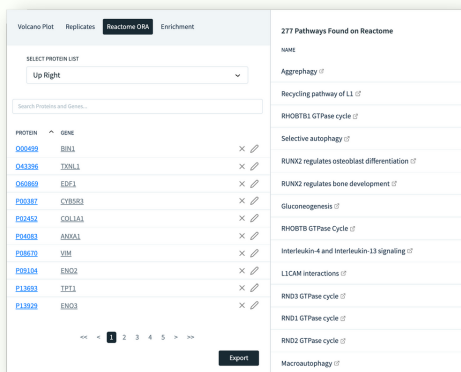 Volcano Plot Replicates Reactome ORA Enrichment
SELECT PROTEIN LIST
Up Right
Search Proteins and Genes...
PROTEIN GENE
O00499 BIN1
O43396 TXNL1
O60869 EDF1
P00387 CYB5R3
P02452 COL1A1
P04083 ANXA1
P08670 VIM
P09104 ENO2
P13693 TPT1
P13929 ENO3
<< < 1 2 3 4 5 > >>
Export
277 Pathways Found on Reactome
NAME
Aggrephagy
Recycling pathway of L1
RHOBTB1 GTPase cycle
Selective autophagy
RUNX2 regulates osteoblast differentiation
RUNX2 regulates bone development
Gluconeogenesis
RHOBTB GTPase Cycle
Interleukin-4 and Interleukin-13 signaling
L1CAM interactions
RND3 GTPase cycle
RND1 GTPase cycle
RND2 GTPase cycle
Macroautophagy